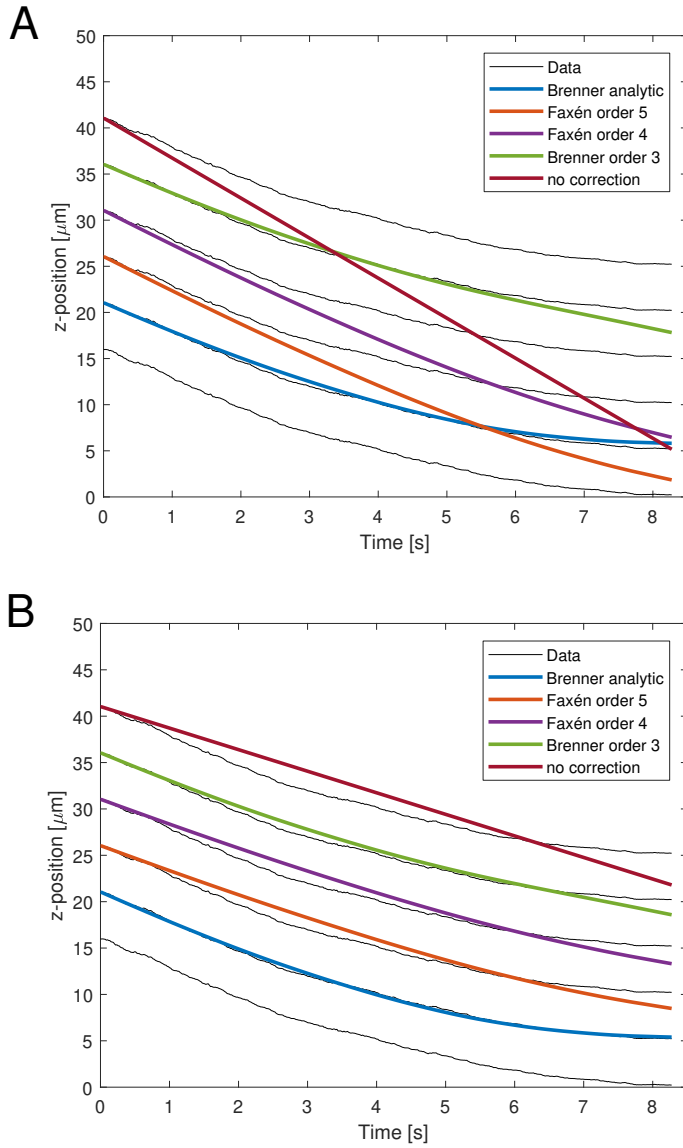 A
50
45
40
35
30
25
20
15
10
5
0
z-position [μm]
0 1 2 3 4 5 6 7 8
Time [s]
Data
Brenner analytic
Faxén order 5
Faxén order 4
Brenner order 3
no correction
B
50
45
40
35
30
25
20
15
10
5
0
z-position [μm]
0 1 2 3 4 5 6 7 8
Time [s]
Data
Brenner analytic
Faxén order 5
Faxén order 4
Brenner order 3
no correction